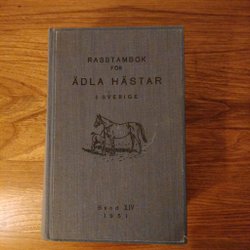 RASSTAMBOK
FÖR
ÄDLA HÄSTAR
I SVERIGE
Band XIV
1951